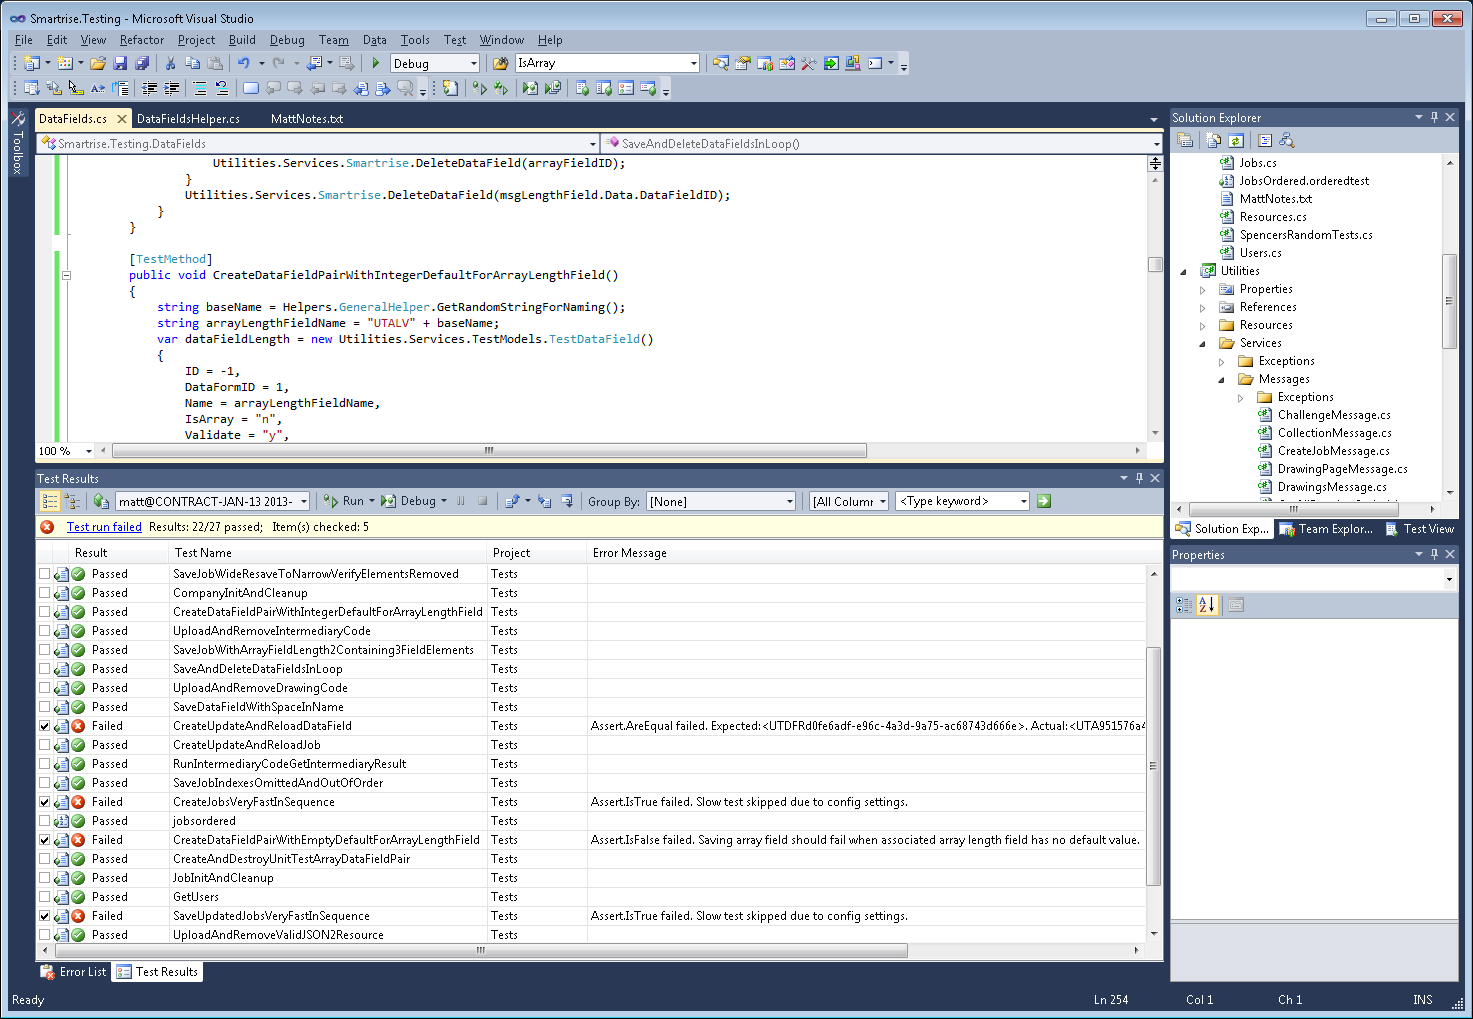 Smartrise.Testing - Microsoft Visual Studio
File Edit View Refactor Project Build Debug Team Data Tools Test Window Help
Debug IsArray
Toolbox
DataFields.cs DataFieldsHelper.cs MattNotes.txt
Smartrise.Testing.DataFields SaveAndDeleteDataFieldsInLoop()
Utilities.Services.Smartrise.DeleteDataField(arrayFieldID);
}
Utilities.Services.Smartrise.DeleteDataField(msgLengthField.Data.DataFieldID);
}
}
[TestMethod]
public void CreateDataFieldPairWithIntegerDefaultForArrayLengthField()
{
string baseName = Helpers.GeneralHelper.GetRandomStringForNaming();
string arrayLengthFieldName = "UTALV" + baseName;
var dataFieldLength = new Utilities.Services.TestModels.TestDataField()
{
ID = -1,
DataFormID = 1,
Name = arrayLengthFieldName,
IsArray = "n",
Validate = "y",
100 %
Solution Explorer
Jobs.cs
JobsOrdered.orderedtest
MattNotes.txt
Resources.cs
SpencersRandomTests.cs
Users.cs
Utilities
Properties
References
Resources
Services
Exceptions
Messages
Exceptions
ChallengeMessage.cs
CollectionMessage.cs
CreateJobMessage.cs
DrawingPageMessage.cs
DrawingsMessage.cs
Solution Exp... Team Explor... Test View
Properties
Test Results
matt@CONTRACT-JAN-13 2013- Run Debug Group By: [None] [All Colum <Type keyword>
Test run failed Results: 22/27 passed; Item(s) checked: 5
Result Test Name Project Error Message
Passed SaveJobWideResaveToNarrowVerifyElementsRemoved Tests
Passed CompanyInitAndCleanup Tests
Passed CreateDataFieldPairWithIntegerDefaultForArrayLengthField Tests
Passed UploadAndRemoveIntermediaryCode Tests
Passed SaveJobWithArrayFieldLength2Containing3FieldElements Tests
Passed SaveAndDeleteDataFieldsInLoop Tests
Passed UploadAndRemoveDrawingCode Tests
Passed SaveDataFieldWithSpaceInName Tests
Failed CreateUpdateAndReloadDataField Tests Assert.AreEqual failed. Expected:<UTDFRd0fe6adf-e96c-4a3d-9a75-ac68743d666e>. Actual:<UTA951576a4
Passed CreateUpdateAndReloadJob Tests
Passed RunIntermediaryCodeGetIntermediaryResult Tests
Passed SaveJobIndexesOmittedAndOutOfOrder Tests
Failed CreateJobsVeryFastInSequence Tests Assert.IsTrue failed. Slow test skipped due to config settings.
Passed jobsordered Tests
Failed CreateDataFieldPairWithEmptyDefaultForArrayLengthField Tests Assert.IsFalse failed. Saving array field should fail when associated array length field has no default value.
Passed CreateAndDestroyUnitTestArrayDataFieldPair Tests
Passed JobInitAndCleanup Tests
Passed GetUsers Tests
Failed SaveUpdatedJobsVeryFastInSequence Tests Assert.IsTrue failed. Slow test skipped due to config settings.
Passed UploadAndRemoveValidJSON2Resource Tests
Error List Test Results
Ready Ln 254 Col 1 Ch 1 INS